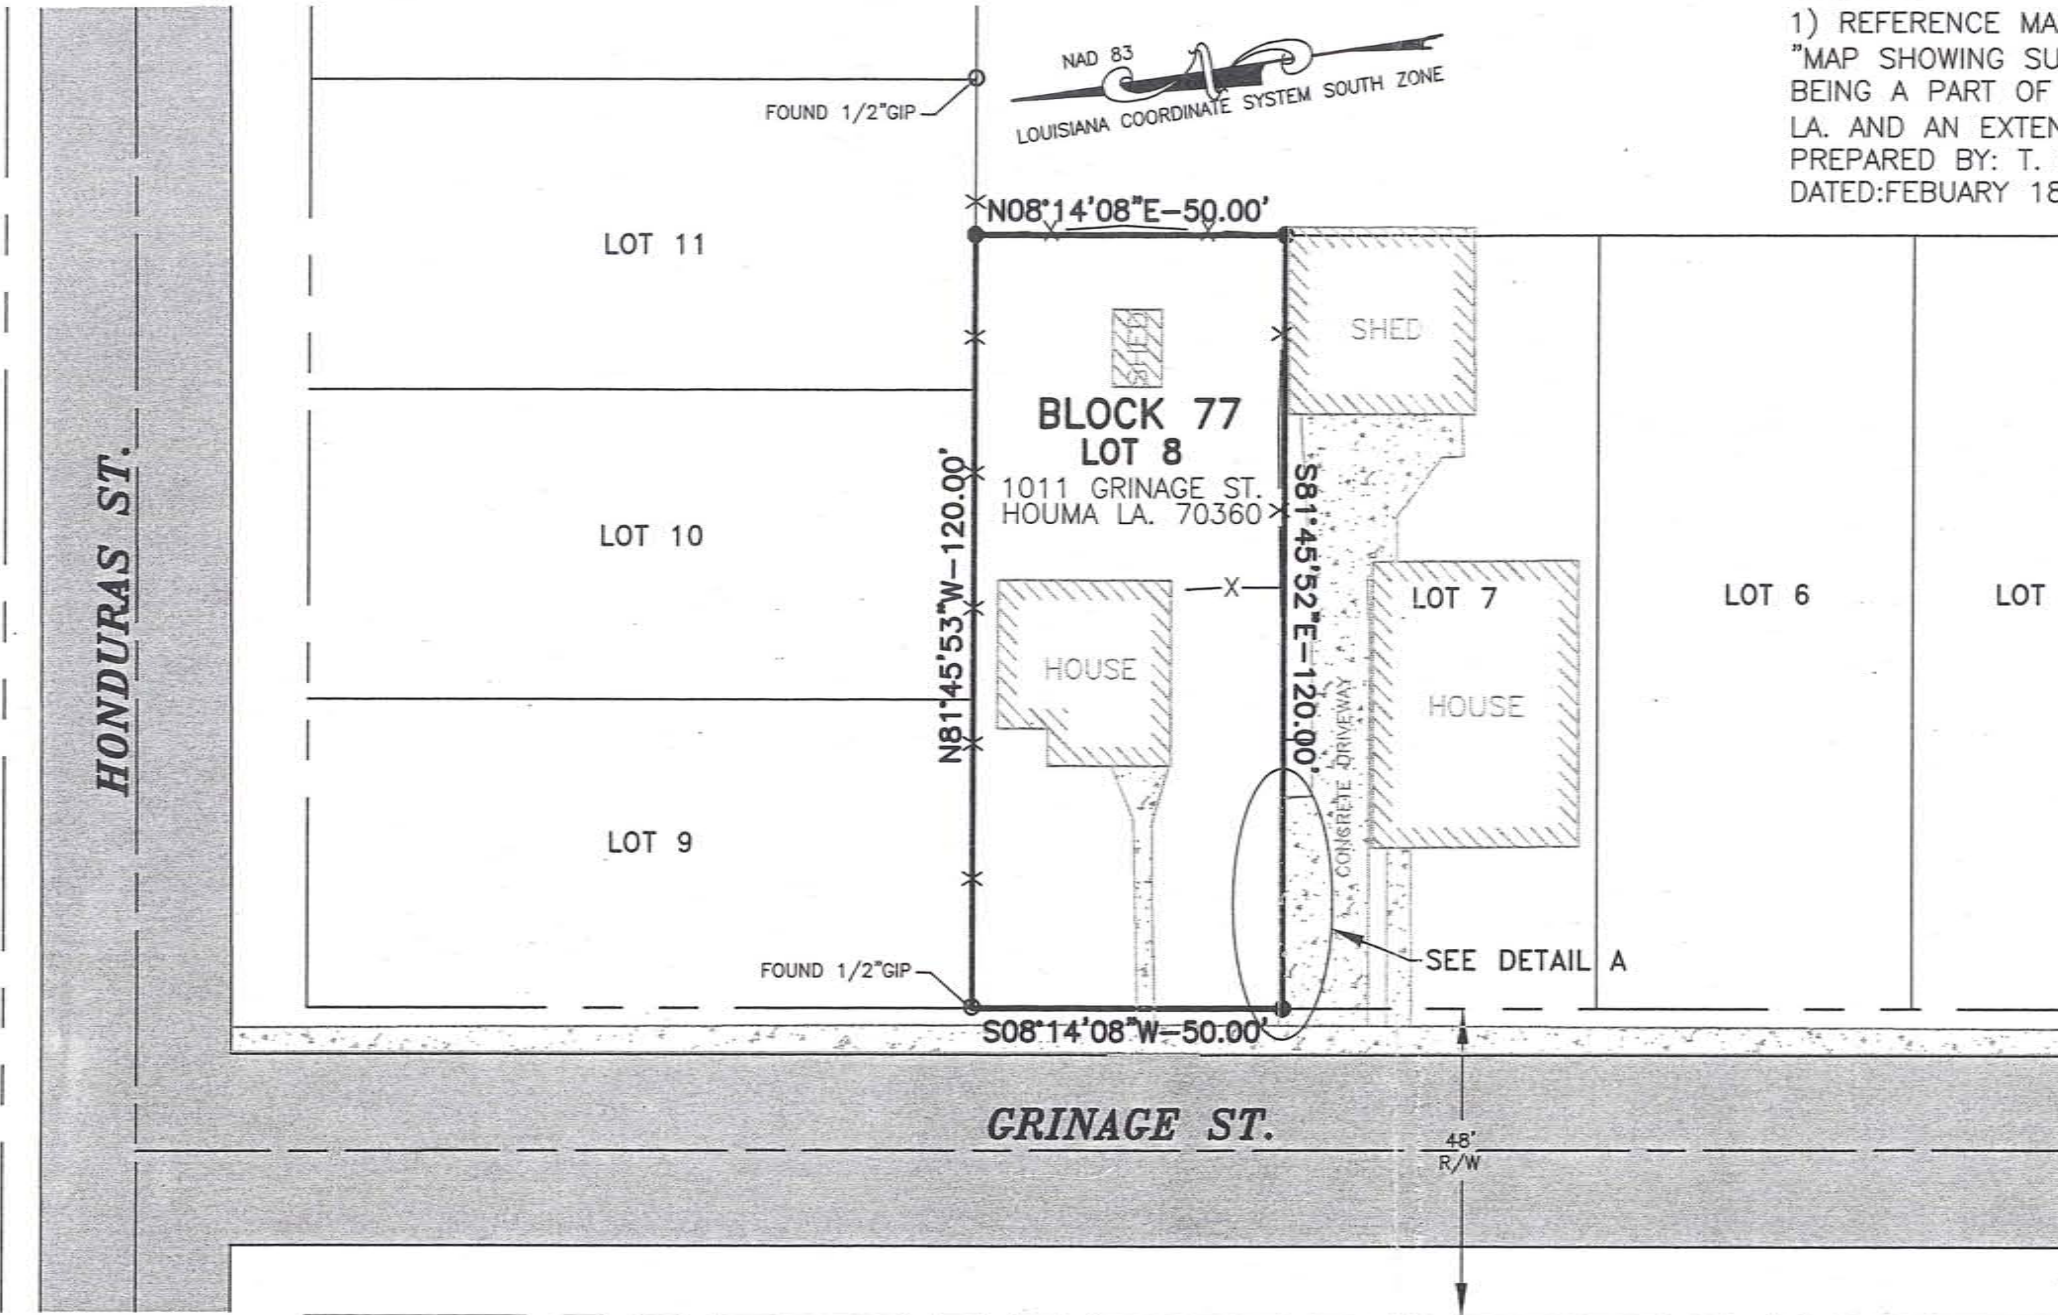 1) REFERENCE MA
"MAP SHOWING SU
BEING A PART OF
LA. AND AN EXTEN
PREPARED BY: T.
DATED:FEBUARY 18
NAD 83
LOUISIANA COORDINATE SYSTEM SOUTH ZONE
FOUND 1/2"GIP
N08°14'08"E-50.00'
LOT 11
SHED
SHED
BLOCK 77
LOT 8
1011 GRINAGE ST.
HOUMA LA. 70360
N81°45'53"W-120.00'
S81°45'52"E-120.00'
HONDURAS ST.
LOT 10
LOT 7
LOT 6
LOT
HOUSE
HOUSE
CONCRETE DRIVEWAY
LOT 9
SEE DETAIL A
FOUND 1/2"GIP
S08°14'08"W-50.00'
GRINAGE ST.
48'
R/W